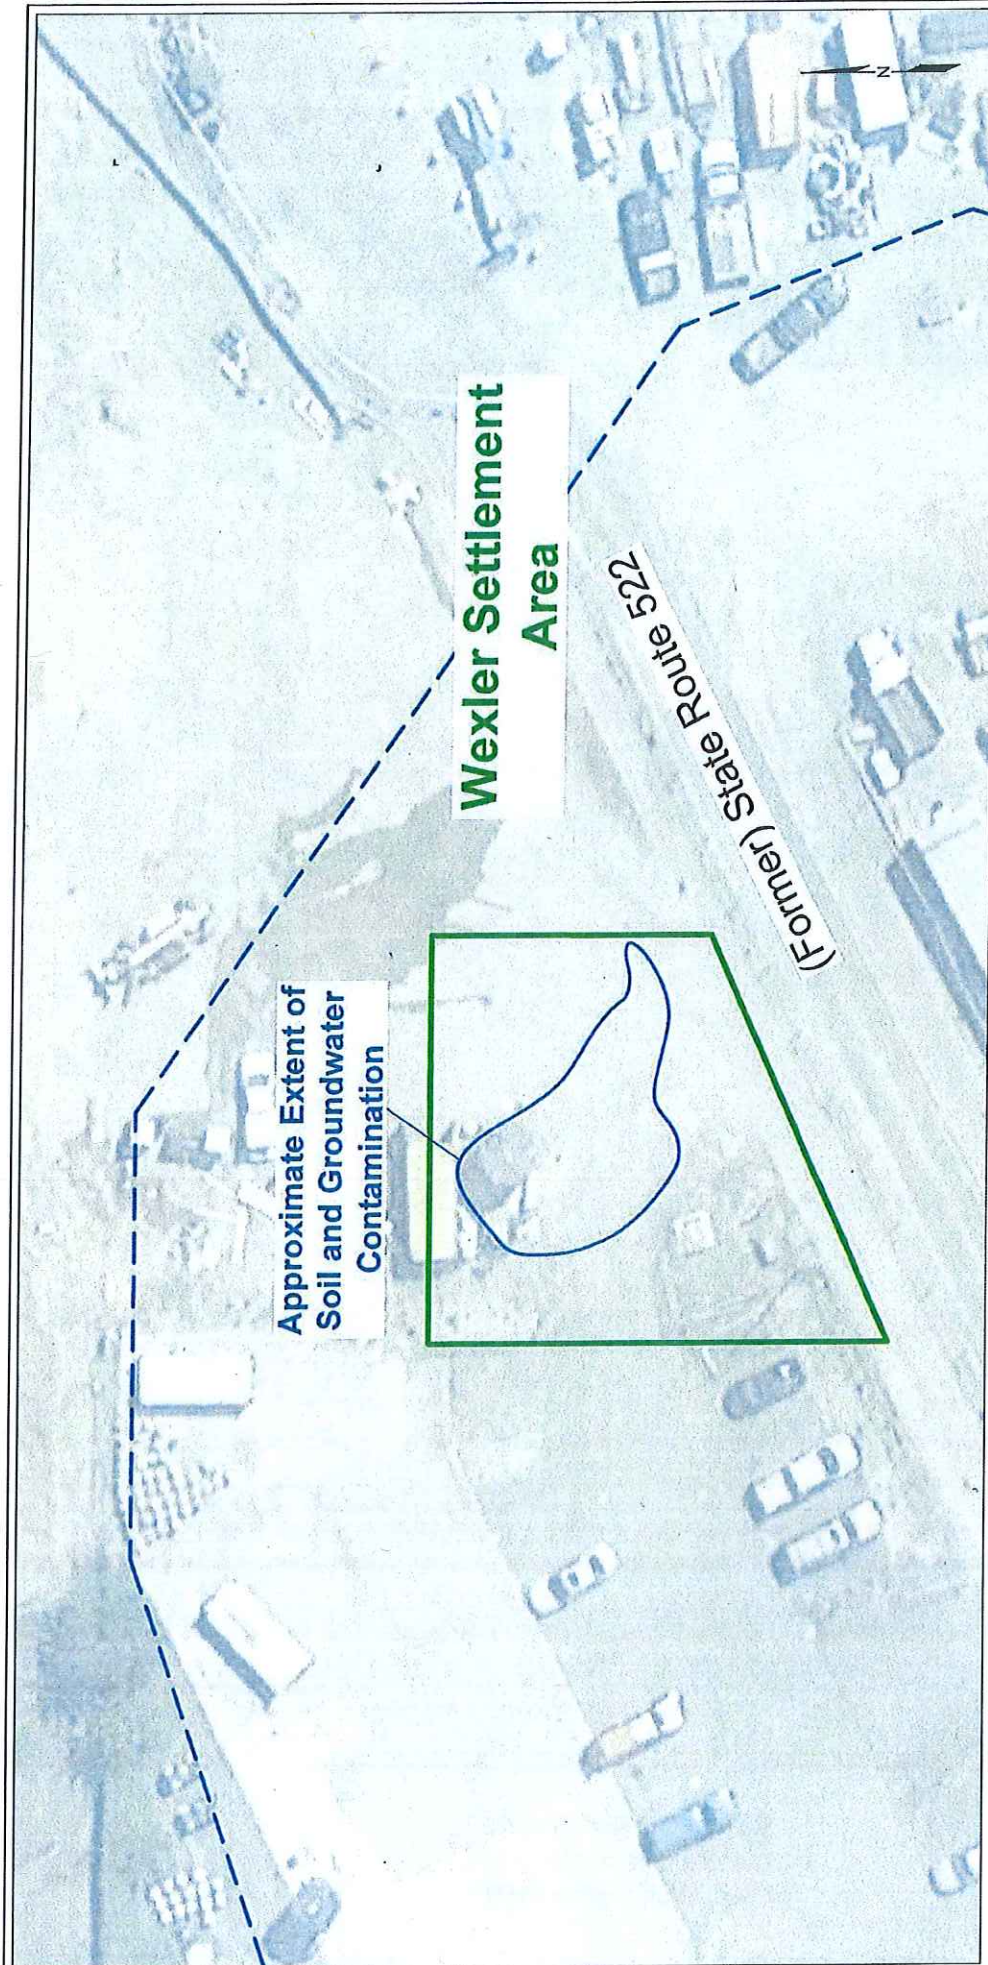 Wexler Settlement
Area
Approximate Extent of
Soil and Groundwater
Contamination
(Former) State Route 522
N